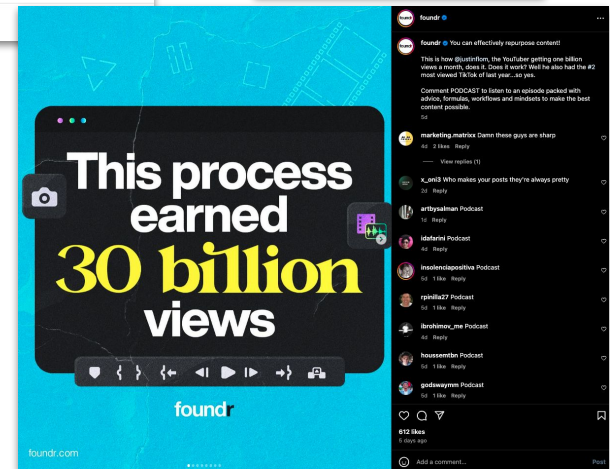 This process
earned
30 billion
views
foundr
foundr.com
foundr
foundr You can effectively repurpose content!
This is how @justinflom, the YouTuber getting one billion
views a month, does it. Does it work? Well he also had the #2
most viewed TikTok of last year...so yes.
Comment PODCAST to listen to an episode packed with
advice, formulas, workflows and mindsets to make the best
content possible.
5d
marketing.matrixx Damn these guys are sharp
4d 2 likes Reply
View replies (1)
x_oni3 Who makes your posts they're always pretty
2d Reply
artbysalman Podcast
1d Reply
idafarini Podcast
4d Reply
insolenciapositiva Podcast
5d 1 like Reply
rpinilla27 Podcast
5d 1 like Reply
ibrohimov_me Podcast
4d Reply
houssemtbn Podcast
5d 1 like Reply
godswaymm Podcast
5d 1 like Reply
612 likes
5 days ago
Add a comment...
Post